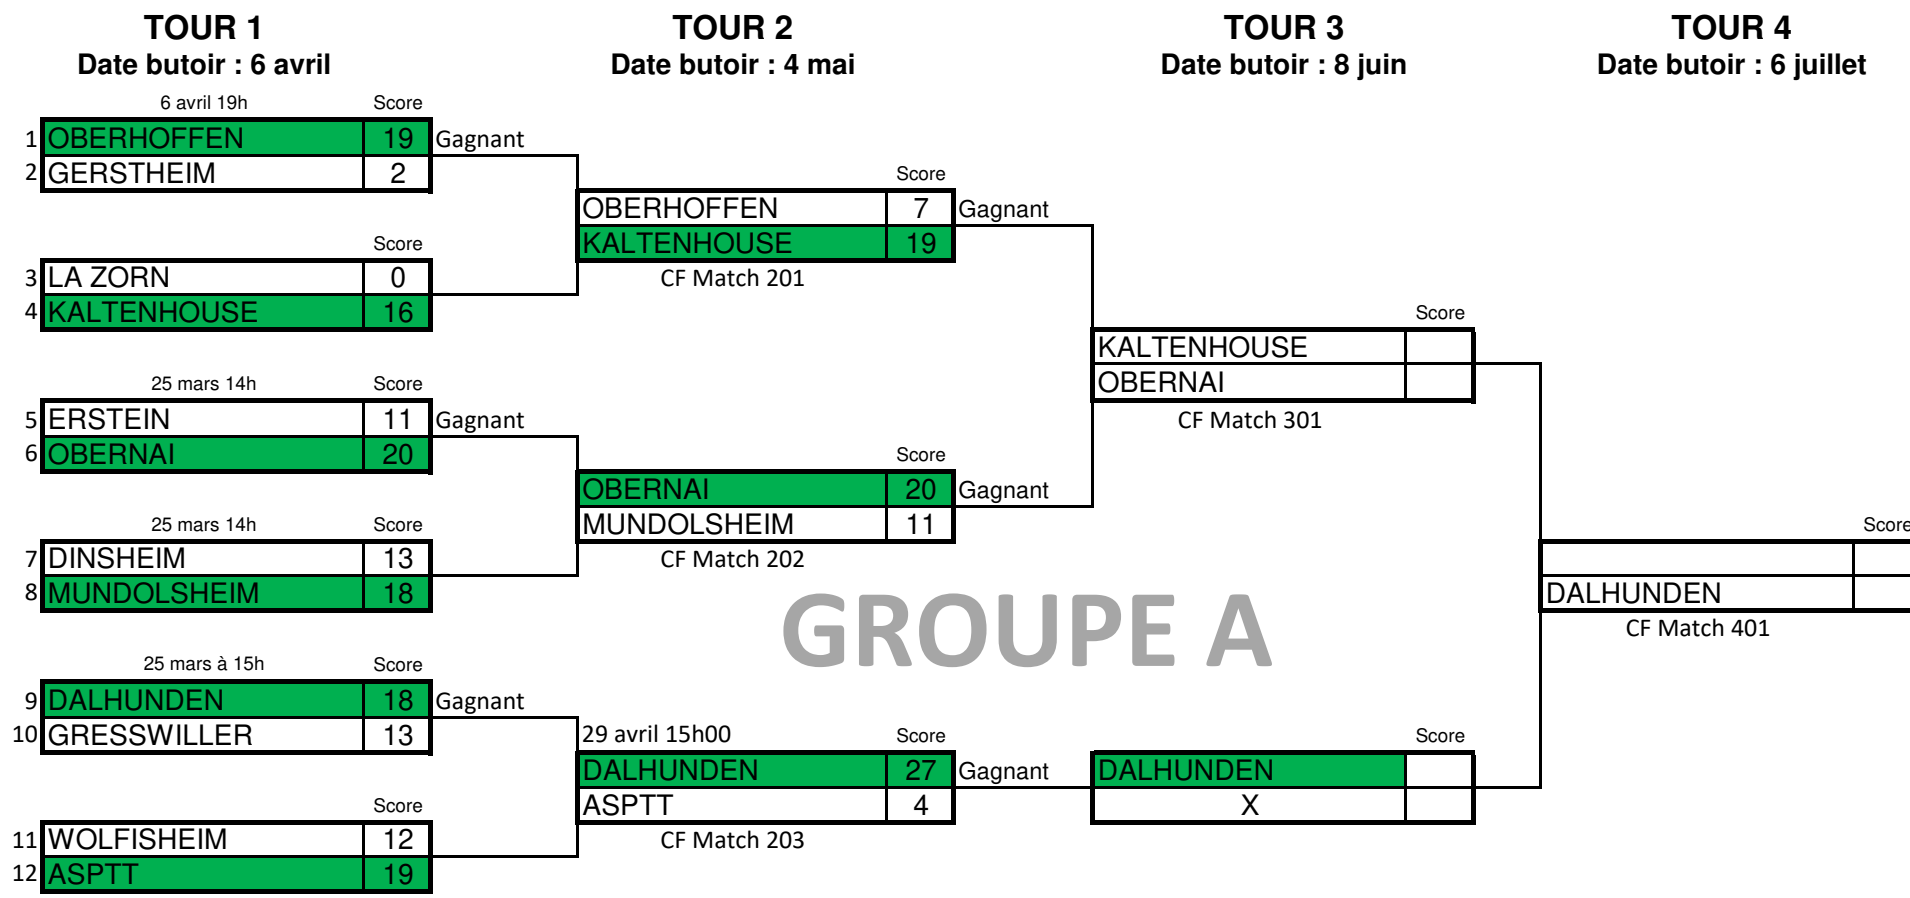 TOUR 1
Date butoir : 6 avril
TOUR 2
Date butoir : 4 mai
TOUR 3
Date butoir : 8 juin
TOUR 4
Date butoir : 6 juillet
6 avril 19h Score
1 OBERHOFFEN 19 Gagnant
2 GERSTHEIM 2
Score
3 LA ZORN 0
4 KALTENHOUSE 16
25 mars 14h Score
5 ERSTEIN 11 Gagnant
6 OBERNAI 20
25 mars 14h Score
7 DINSHEIM 13
8 MUNDOLSHEIM 18
25 mars à 15h Score
9 DALHUNDEN 18 Gagnant
10 GRESSWILLER 13
Score
11 WOLFISHEIM 12
12 ASPTT 19
Score
OBERHOFFEN 7 Gagnant
KALTENHOUSE 19
CF Match 201
Score
OBERNAI 20 Gagnant
MUNDOLSHEIM 11
CF Match 202
29 avril 15h00 Score
DALHUNDEN 27 Gagnant
ASPTT 4
CF Match 203
Score
KALTENHOUSE
OBERNAI
CF Match 301
GROUPE A
Score
DALHUNDEN
X
Score
DALHUNDEN
CF Match 401